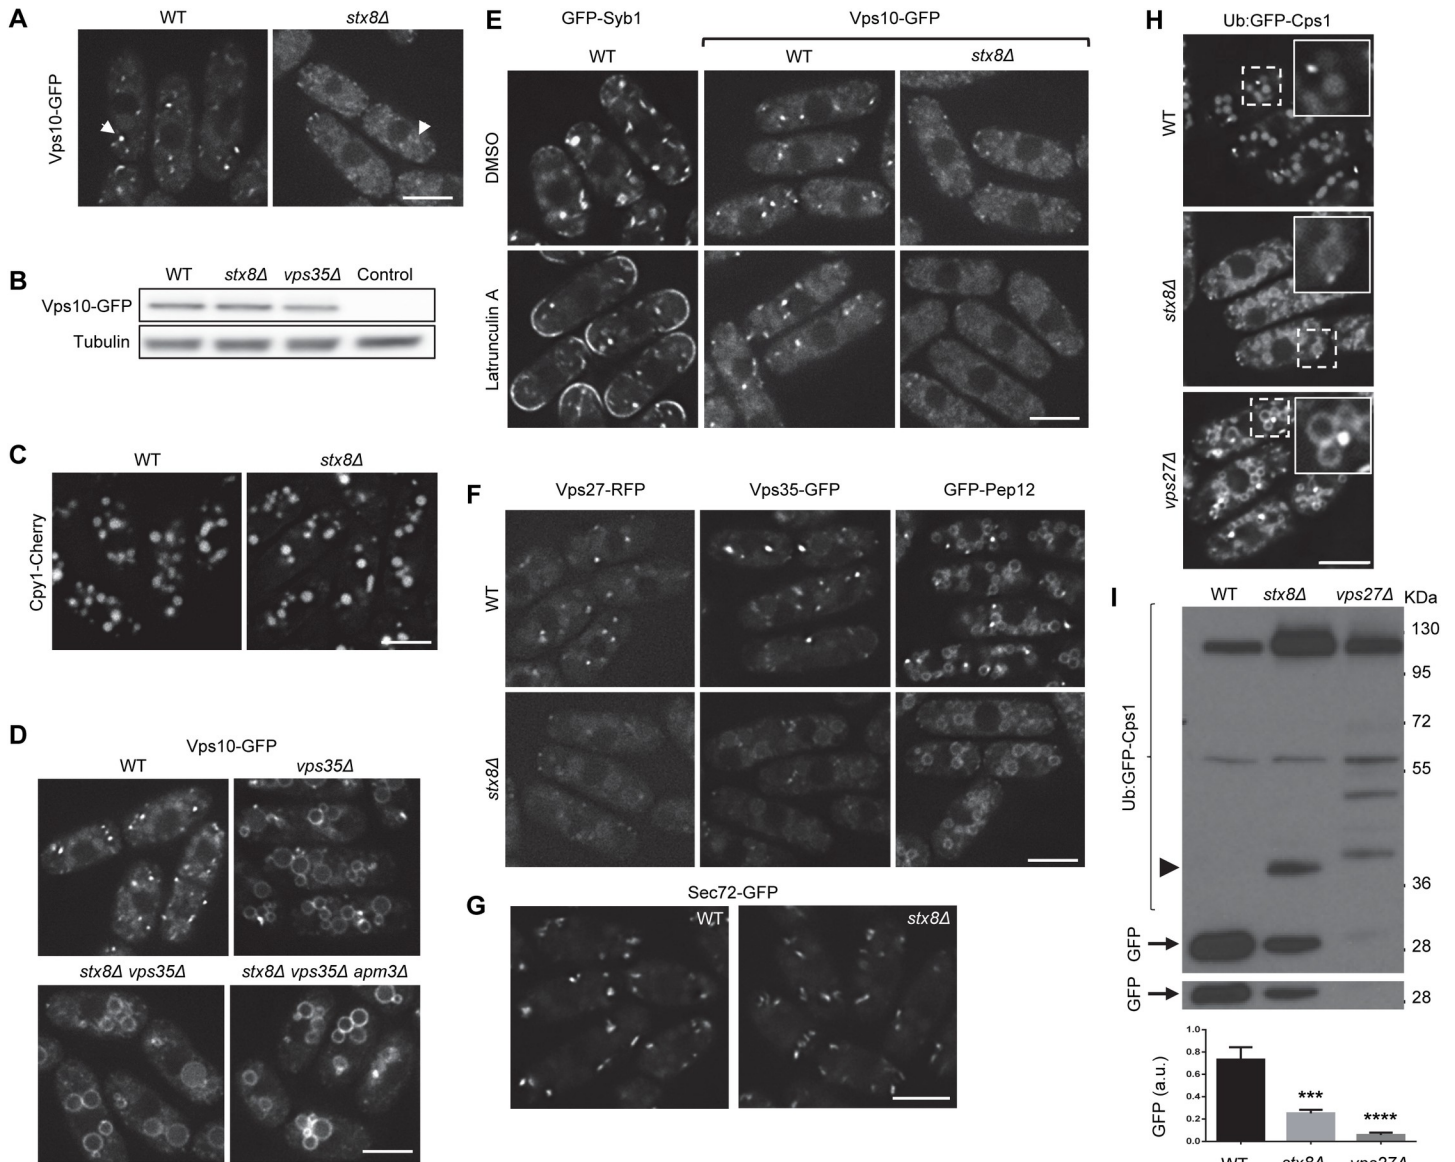 A
WT
stx8Δ
Vps10-GFP
B
WT
stx8Δ
vps35Δ
Control
Vps10-GFP
Tubulin
C
WT
stx8Δ
Cpy1-Cherry
D
Vps10-GFP
WT
vps35Δ
stx8Δ vps35Δ
stx8Δ vps35Δ apm3Δ
E
GFP-Syb1
Vps10-GFP
WT
WT
stx8Δ
DMSO
Latrunculin A
F
Vps27-RFP
Vps35-GFP
GFP-Pep12
WT
stx8Δ
G
Sec72-GFP
WT
stx8Δ
H
Ub:GFP-Cps1
WT
stx8Δ
vps27Δ
I
WT
stx8Δ
vps27Δ
KDa
130
95
72
55
36
28
28
Ub:GFP-Cps1
GFP
GFP
GFP (a.u.)
1.0
0.8
0.6
0.4
0.2
0.0
***
****
WT
stx8Δ
vps27Δ